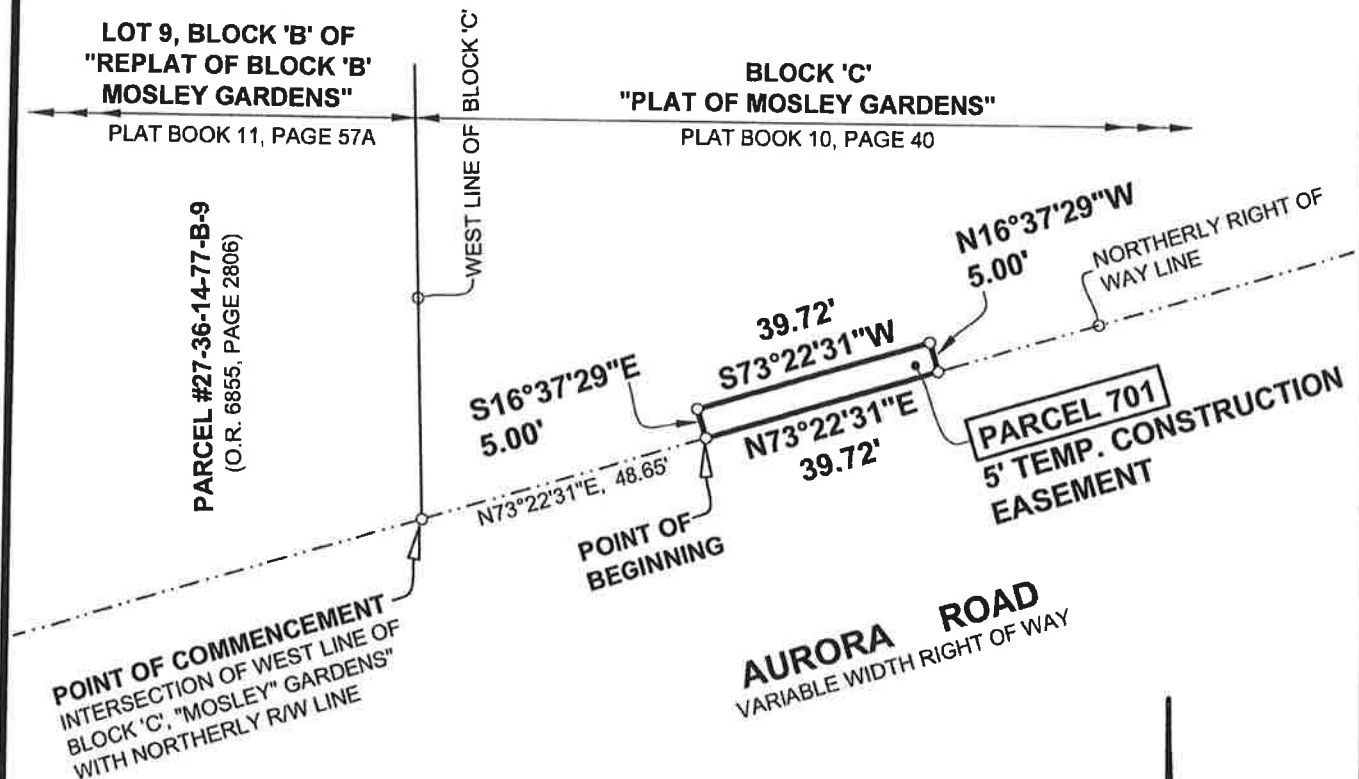 LOT 9, BLOCK 'B' OF
"REPLAT OF BLOCK 'B'
MOSLEY GARDENS"
PLAT BOOK 11, PAGE 57A
WEST LINE OF BLOCK 'C'
BLOCK 'C'
"PLAT OF MOSLEY GARDENS"
PLAT BOOK 10, PAGE 40
PARCEL #27-36-14-77-B-9
(O.R. 6855, PAGE 2806)
N16°37'29"W
5.00'
NORTHERLY RIGHT OF
WAY LINE
39.72'
S73°22'31"W
S16°37'29"E
5.00'
N73°22'31"E
39.72'
PARCEL 701
5' TEMP. CONSTRUCTION
EASEMENT
N73°22'31"E, 48.65'
POINT OF
BEGINNING
POINT OF COMMENCEMENT
INTERSECTION OF WEST LINE OF
BLOCK 'C', "MOSLEY" GARDENS"
WITH NORTHERLY R/W LINE
AURORA ROAD
VARIABLE WIDTH RIGHT OF WAY